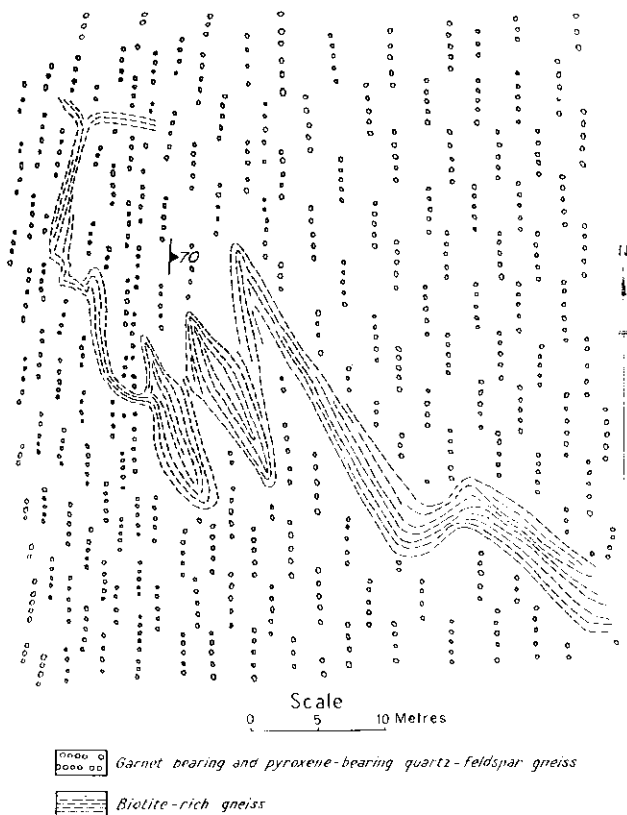 70
Scale
0 5 10 Metres
Garnet bearing and pyroxene-bearing quartz-feldspar gneiss
Biotite-rich gneiss